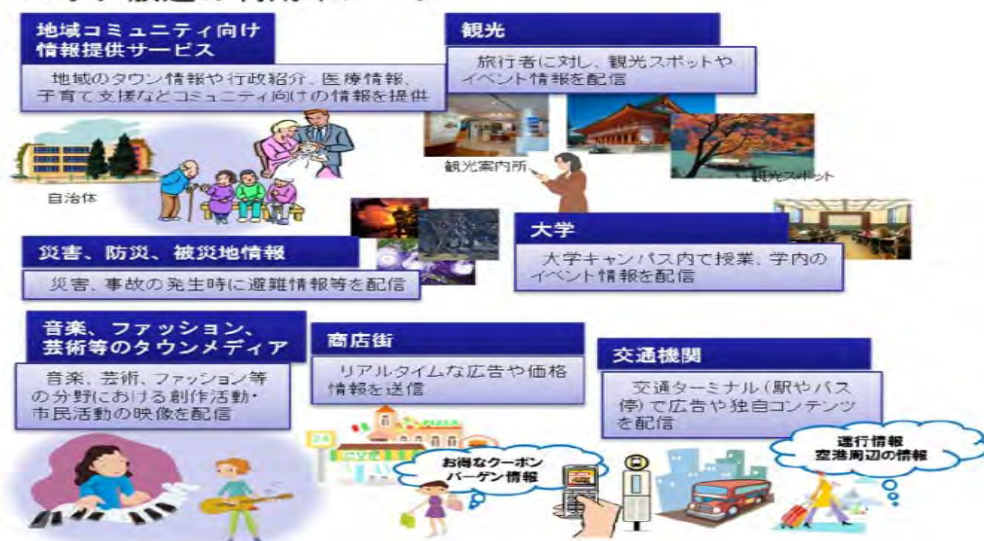 地域コミュニティ向け
情報提供サービス
地域のタウン情報や行政紹介、医療情報、
子育て支援などコミュニティ向けの情報を提供
観光
旅行者に対し、観光スポットや
イベント情報を配信
観光案内所
観光スポット
自治体
災害、防災、被災地情報
災害、事故の発生時に避難情報等を配信
大学
大学キャンパス内で授業、学内の
イベント情報を配信
音楽、ファッション、
芸術等のタウンメディア
音楽、芸術、ファッション等
の分野における創作活動・
市民活動の映像を配信
商店街
リアルタイムな広告や価格
情報を送信
PIZZA
24
お得なクーポン
バーゲン情報
交通機関
交通ターミナル(駅やバス
停)で広告や独自コンテンツ
を配信
運行情報
空港周辺の情報